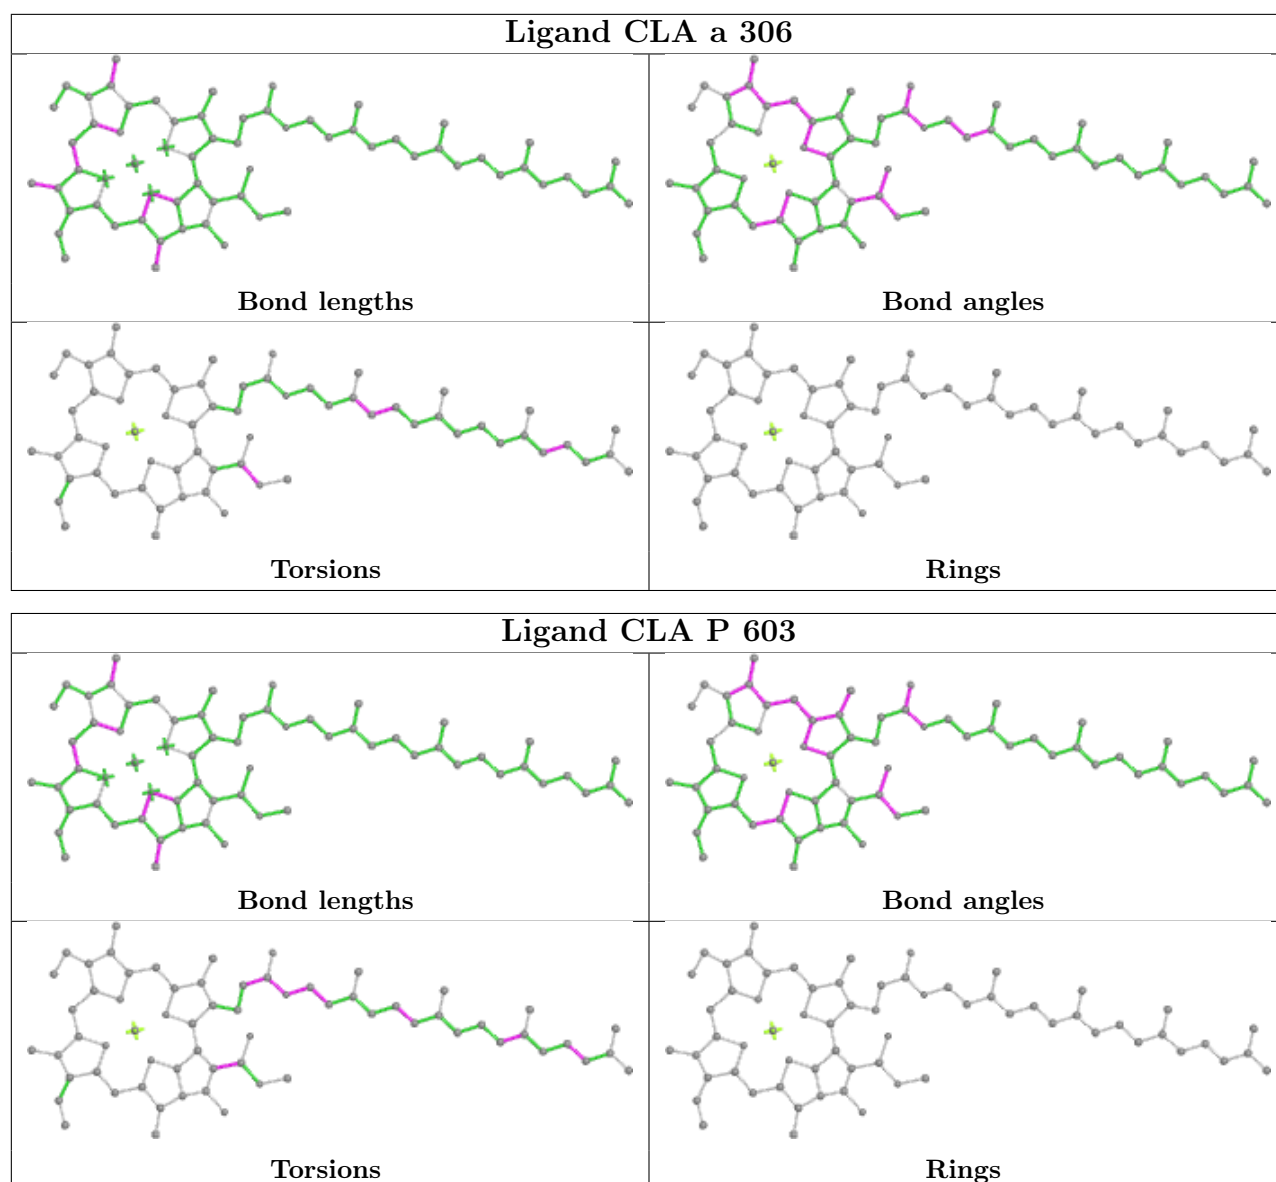 Ligand CLA a 306
Bond lengths
Bond angles
Torsions
Rings
Ligand CLA P 603
Bond lengths
Bond angles
Torsions
Rings